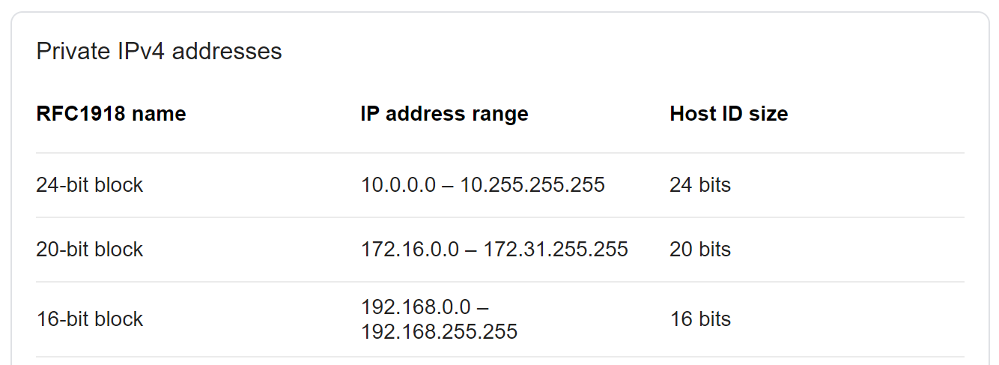 Private IPv4 addresses
RFC1918 name IP address range Host ID size
24-bit block 10.0.0.0 – 10.255.255.255 24 bits
20-bit block 172.16.0.0 – 172.31.255.255 20 bits
16-bit block 192.168.0.0 – 192.168.255.255 16 bits